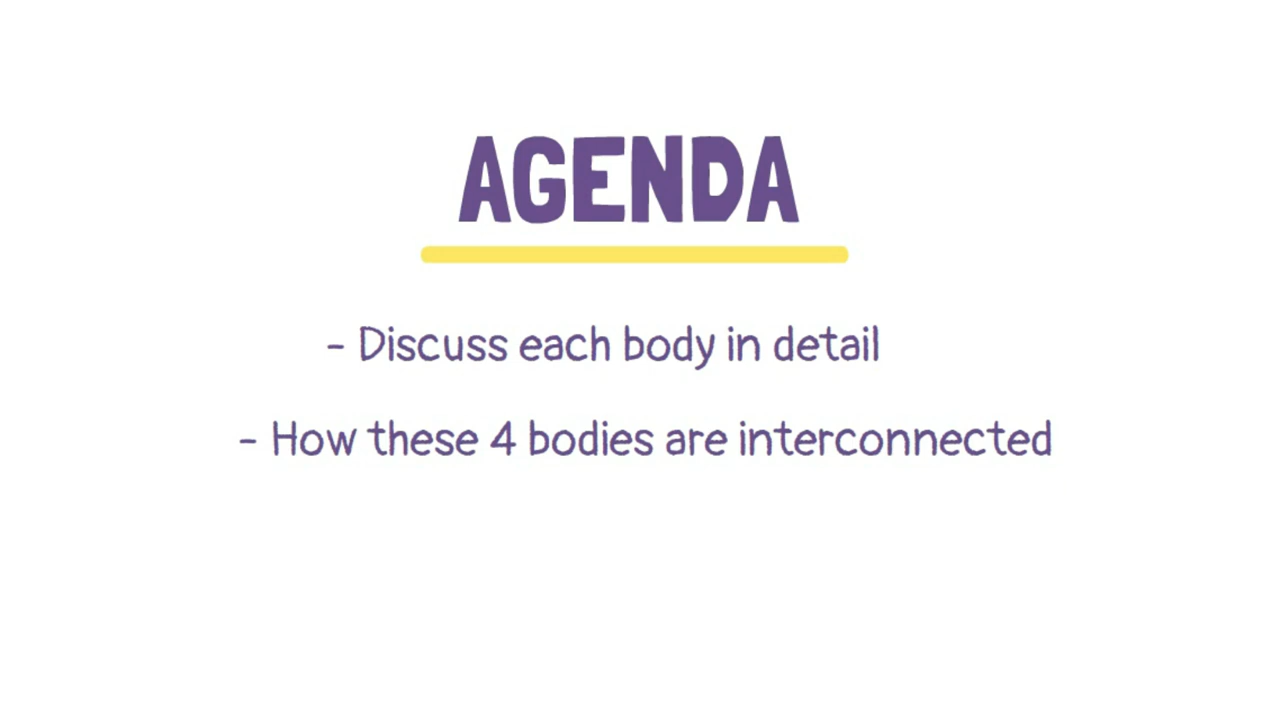 AGENDA
- Discuss each body in detail
- How these 4 bodies are interconnected